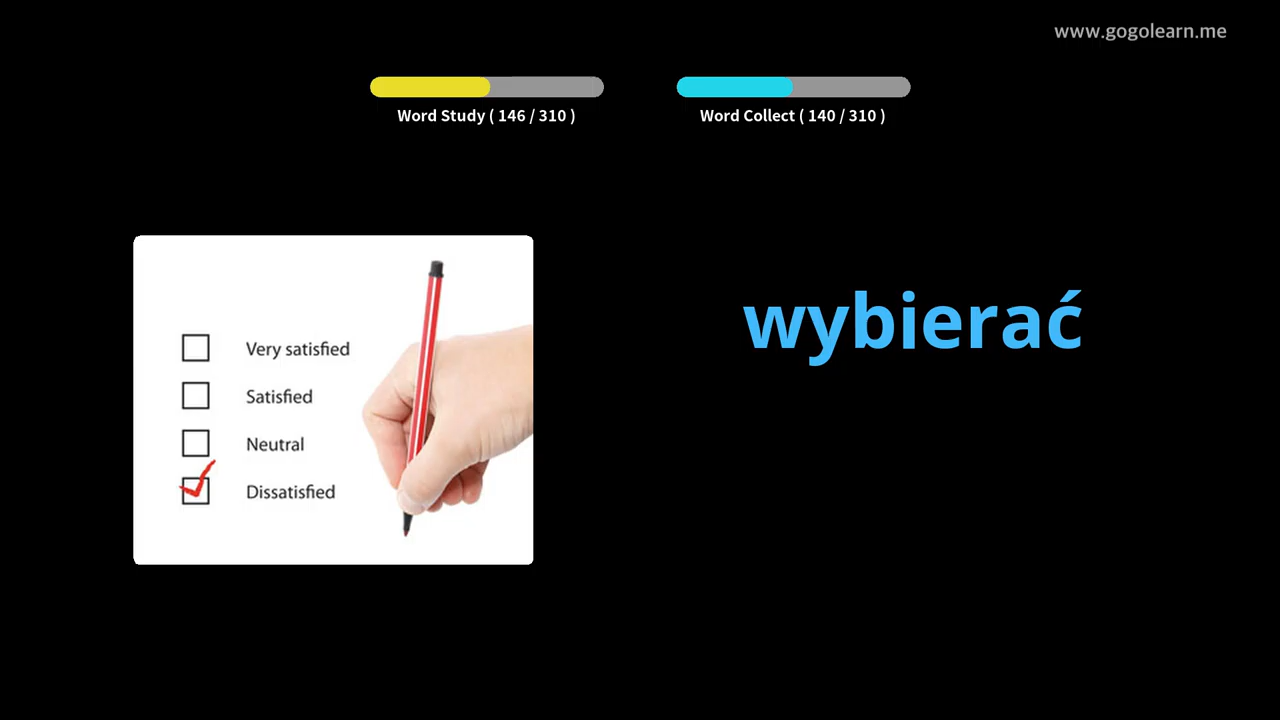 www.gogolearn.me
Word Study ( 146 / 310 )
Word Collect ( 140 / 310 )
Very satisfied
Satisfied
Neutral
Dissatisfied
wybierać